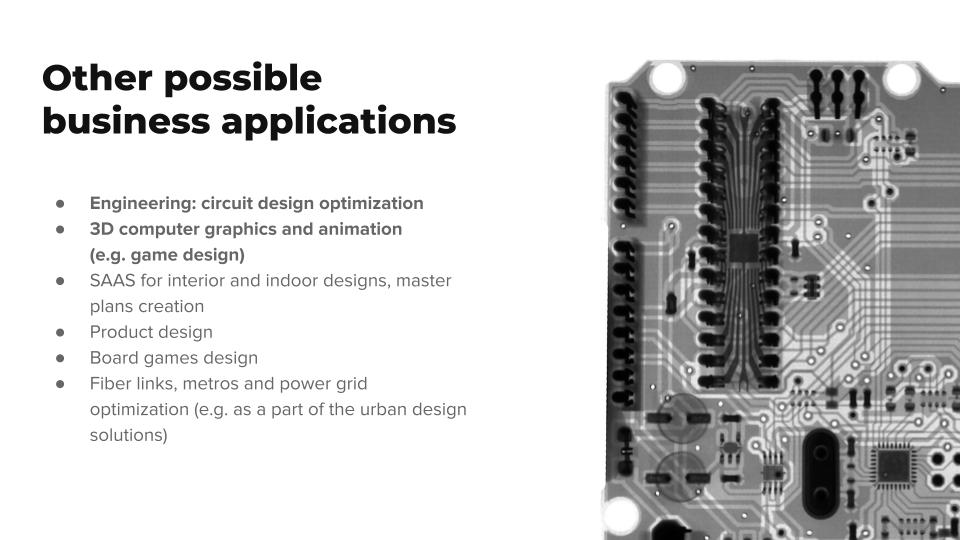 Other possible
business applications
● Engineering: circuit design optimization
● 3D computer graphics and animation
(e.g. game design)
● SAAS for interior and indoor designs, master
plans creation
● Product design
● Board games design
● Fiber links, metros and power grid
optimization (e.g. as a part of the urban design
solutions)